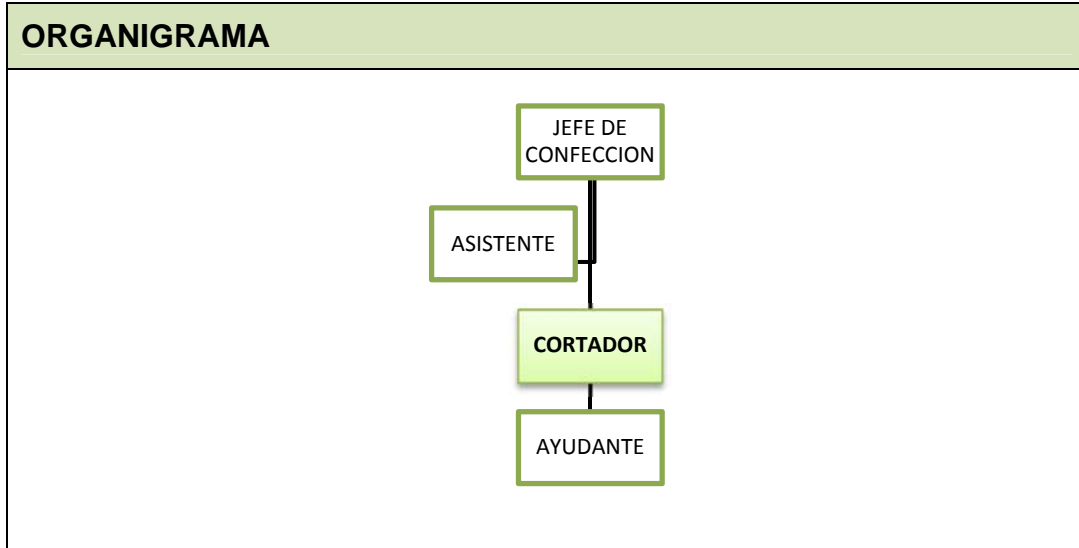 ORGANIGRAMA
JEFE DE
CONFECCION
ASISTENTE
CORTADOR
AYUDANTE